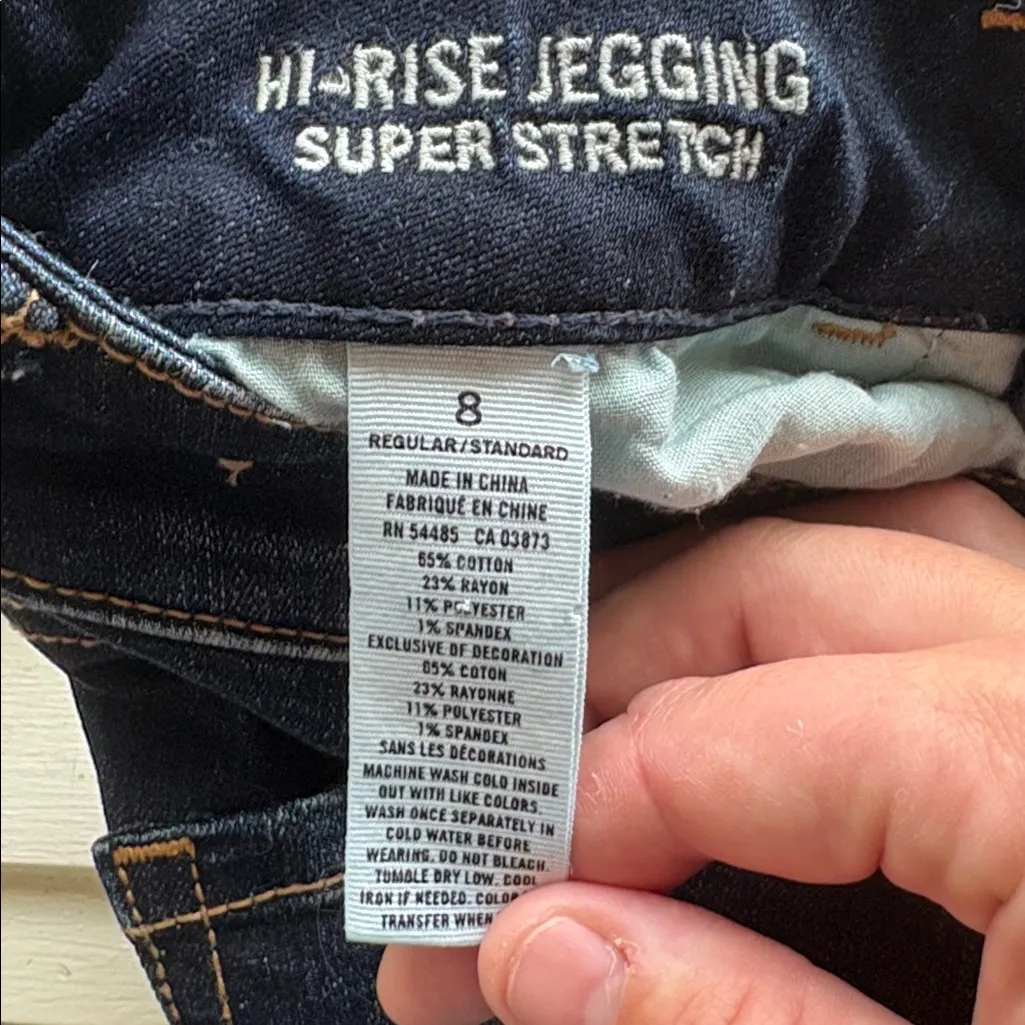 HI-RISE JEGGING
SUPER STRETCH
8
REGULAR/STANDARD
MADE IN CHINA
FABRIQUÉ EN CHINE
RN 54485 CA 03873
65% COTTON
23% RAYON
11% POLYESTER
1% SPANDEX
EXCLUSIVE OF DECORATION
65% COTON
23% RAYONNE
11% POLYESTER
1% SPANDEX
SANS LES DÉCORATIONS
MACHINE WASH COLD INSIDE
OUT WITH LIKE COLORS.
WASH ONCE SEPARATELY IN
COLD WATER BEFORE
WEARING. DO NOT BLEACH.
TUMBLE DRY LOW. COOL
IRON IF NEEDED. COLOR
TRANSFER WHEN